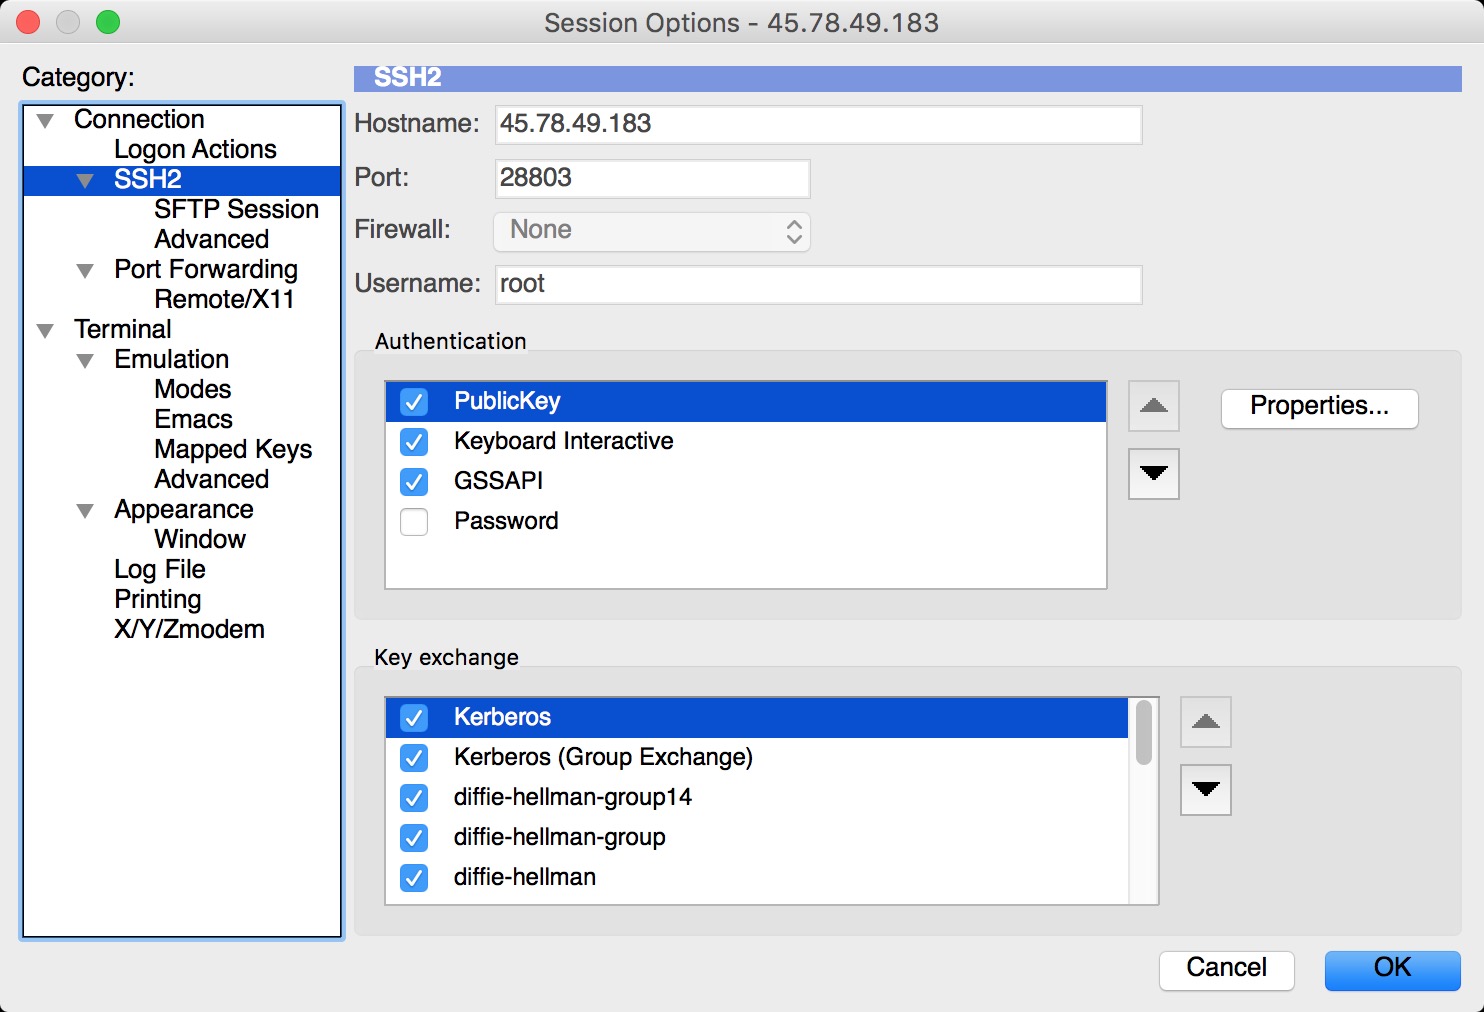 Session Options - 45.78.49.183
Category:
Connection
Logon Actions
SSH2
SFTP Session
Advanced
Port Forwarding
Remote/X11
Terminal
Emulation
Modes
Emacs
Mapped Keys
Advanced
Appearance
Window
Log File
Printing
X/Y/Zmodem
SSH2
Hostname: 45.78.49.183
Port: 28803
Firewall: None
Username: root
Authentication
PublicKey
Properties...
Keyboard Interactive
GSSAPI
Password
Key exchange
Kerberos
Kerberos (Group Exchange)
diffie-hellman-group14
diffie-hellman-group
diffie-hellman
Cancel
OK